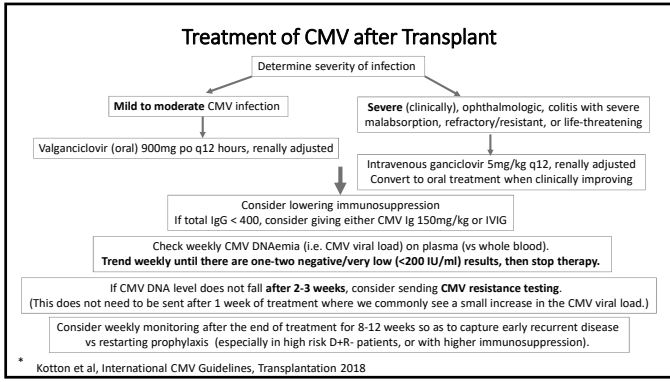 Treatment of CMV after Transplant
Determine severity of infection
Mild to moderate CMV infection
Severe (clinically), ophthalmologic, colitis with severe
malabsorption, refractory/resistant, or life-threatening
Valganciclovir (oral) 900mg po q12 hours, renally adjusted
Intravenous ganciclovir 5mg/kg q12, renally adjusted
Convert to oral treatment when clinically improving
Consider lowering immunosuppression
If total IgG < 400, consider giving either CMV Ig 150mg/kg or IVIG
Check weekly CMV DNAemia (i.e. CMV viral load) on plasma (vs whole blood).
Trend weekly until there are one-two negative/very low (<200 IU/ml) results, then stop therapy.
If CMV DNA level does not fall after 2-3 weeks, consider sending CMV resistance testing.
(This does not need to be sent after 1 week of treatment where we commonly see a small increase in the CMV viral load.)
Consider weekly monitoring after the end of treatment for 8-12 weeks so as to capture early recurrent disease
vs restarting prophylaxis (especially in high risk D+R- patients, or with higher immunosuppression).
* Kotton et al, International CMV Guidelines, Transplantation 2018